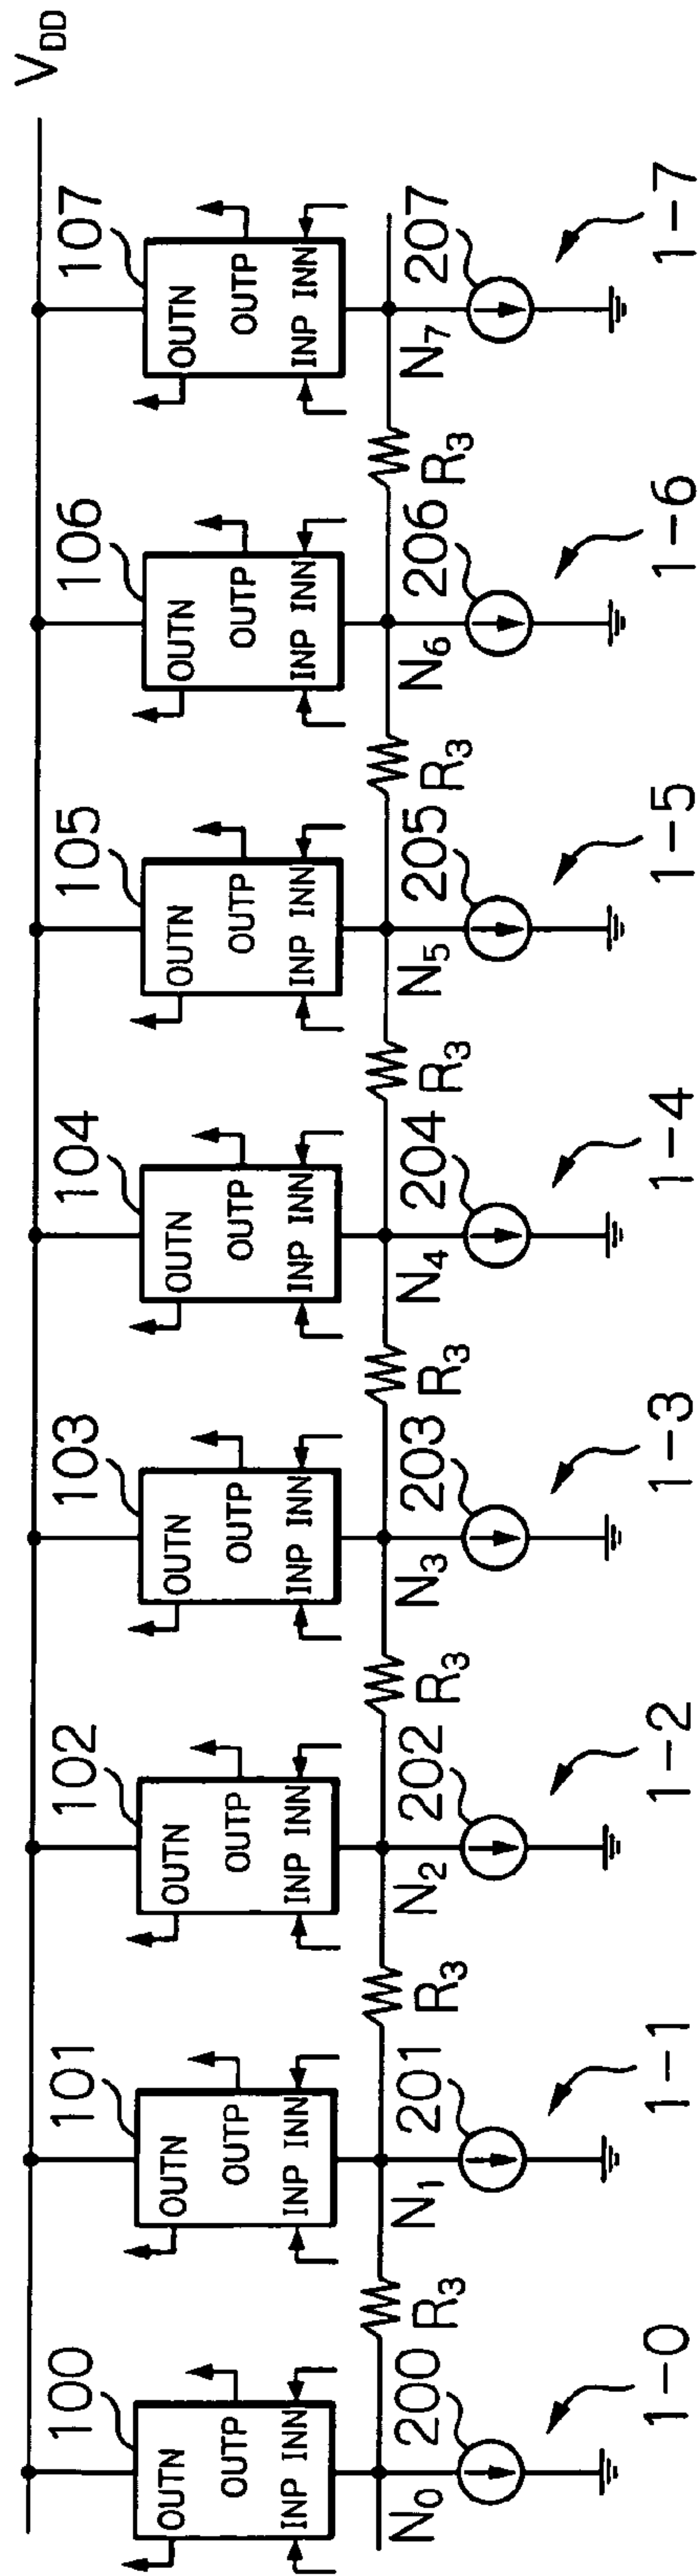 V_DD
100 101 102 103 104 105 106 107
OUTN OUTN OUTN OUTN OUTN OUTN OUTN OUTN
OUTP OUTP OUTP OUTP OUTP OUTP OUTP OUTP
INP INN INP INN INP INN INP INN INP INN INP INN INP INN INP INN
N₀ 200 R₃ N₁ 201 R₃ N₂ 202 R₃ N₃ 203 R₃ N₄ 204 R₃ N₅ 205 R₃ N₆ 206 R₃ N₇ 207
1-0 1-1 1-2 1-3 1-4 1-5 1-6 1-7